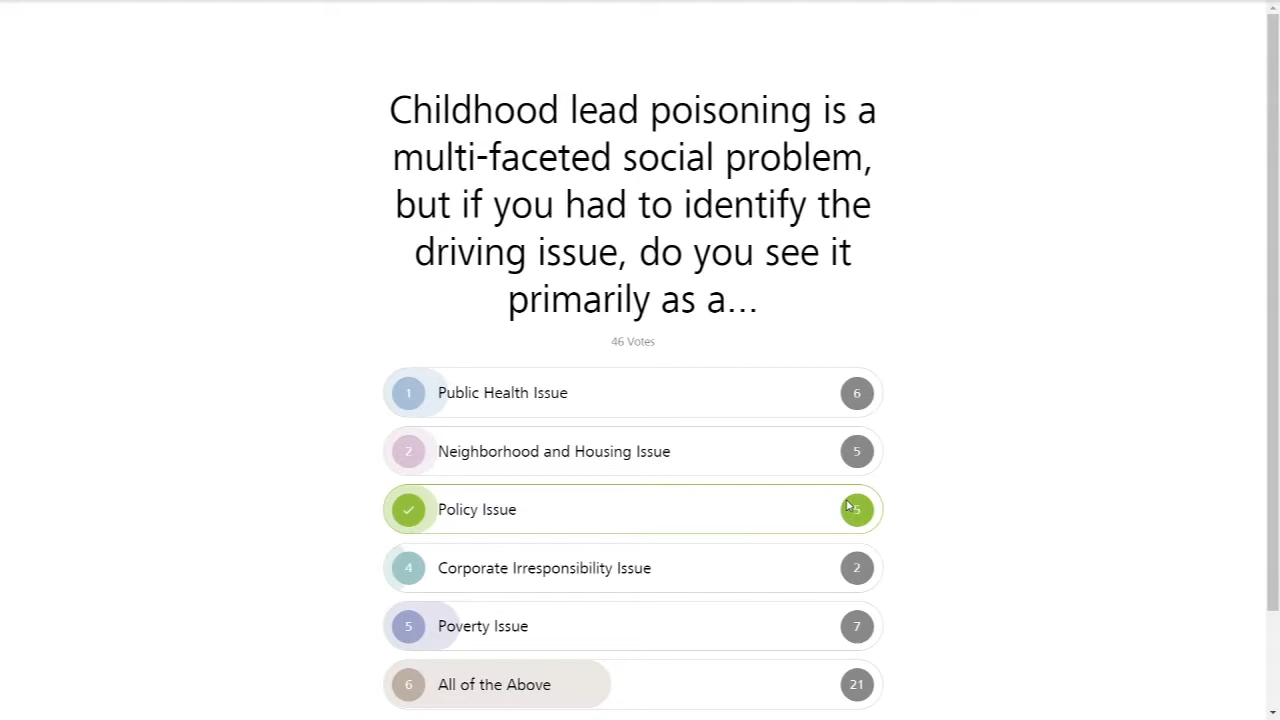 Childhood lead poisoning is a
multi-faceted social problem,
but if you had to identify the
driving issue, do you see it
primarily as a...
46 Votes
1 Public Health Issue 6
2 Neighborhood and Housing Issue 5
Policy Issue 5
4 Corporate Irresponsibility Issue 2
5 Poverty Issue 7
6 All of the Above 21